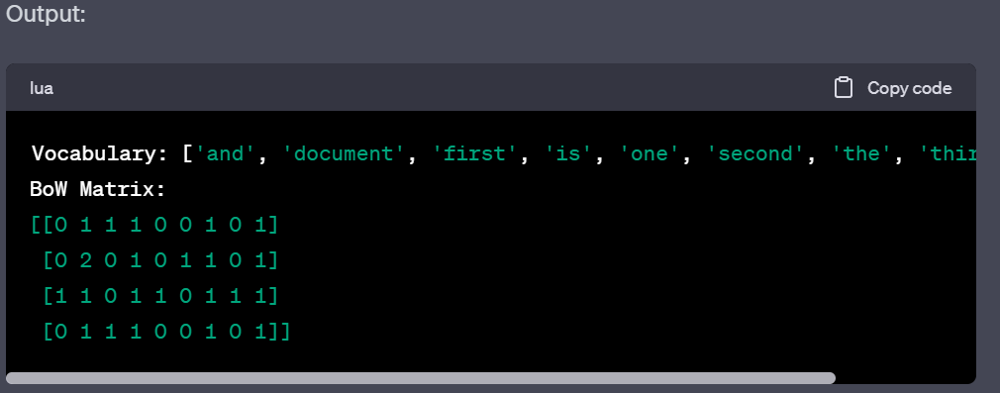 Output:
lua
Copy code
Vocabulary: ['and', 'document', 'first', 'is', 'one', 'second', 'the', 'thir
BoW Matrix:
[[0 1 1 1 0 0 1 0 1]
[0 2 0 1 0 1 1 0 1]
[1 1 0 1 1 0 1 1 1]
[0 1 1 1 0 0 1 0 1]]